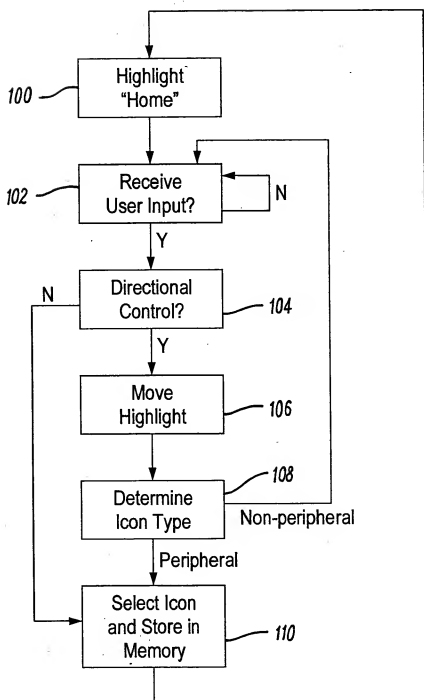 Highlight
“Home”
100
Receive
User Input?
102
N
Y
Directional
Control?
N
104
Y
Move
Highlight
106
108
Determine
Icon Type
Non-peripheral
Peripheral
Select Icon
and Store in
Memory
110